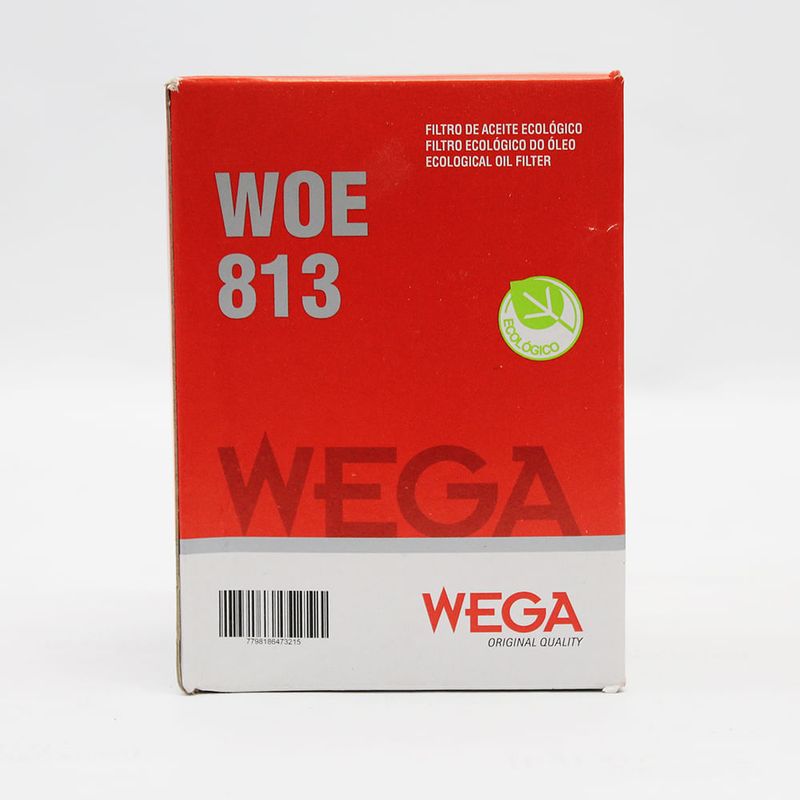 FILTRO DE ACEITE ECOLÓGICO
FILTRO ECOLÓGICO DO ÓLEO
ECOLOGICAL OIL FILTER
WOE
813
ECOLÓGICO
WEGA
7798186473215
WEGA
ORIGINAL QUALITY